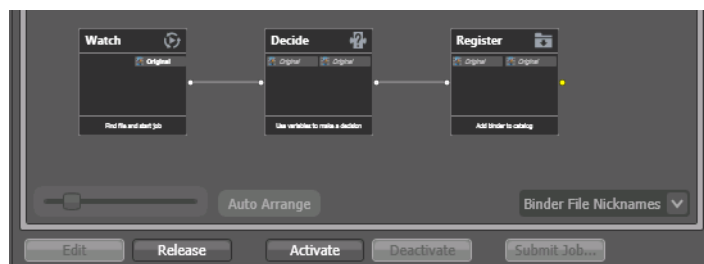 Watch
Decide
Register
Original
Original
Original
Original
Original
Find file and start job
Use variables to make a decision
Add binder to catalog
Auto Arrange
Binder File Nicknames
Edit
Release
Activate
Deactivate
Submit Job...